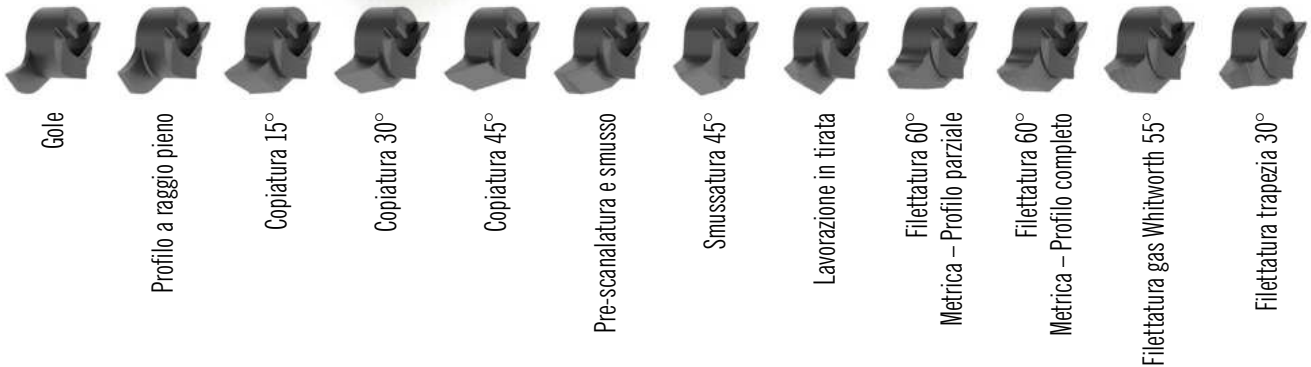 Gole
Profilo a raggio pieno
Copiatura 15°
Copiatura 30°
Copiatura 45°
Pre-scanalatura e smusso
Smussatura 45°
Lavorazione in tirata
Filettatura 60°
Metrica – Profilo parziale
Filettatura 60°
Metrica – Profilo completo
Filettatura gas Whitworth 55°
Filettatura trapezia 30°